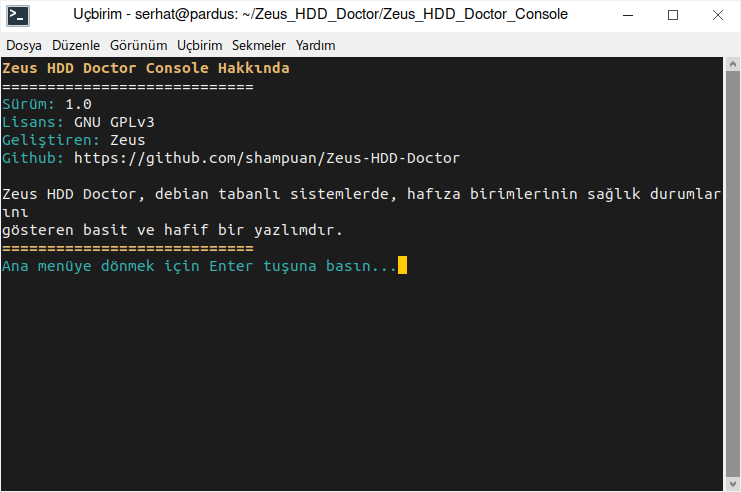 Uçbirim - serhat@pardus: ~/Zeus_HDD_Doctor/Zeus_HDD_Doctor_Console
Dosya Düzenle Görünüm Uçbirim Sekmeler Yardım
Zeus HDD Doctor Console Hakkında
============================
Sürüm: 1.0
Lisans: GNU GPLv3
Geliştiren: Zeus
Github: https://github.com/shampuan/Zeus-HDD-Doctor
Zeus HDD Doctor, debian tabanlı sistemlerde, hafıza birimlerinin sağlık durumlar
ını
gösteren basit ve hafif bir yazlımdır.
============================
Ana menüye dönmek için Enter tuşuna basın...